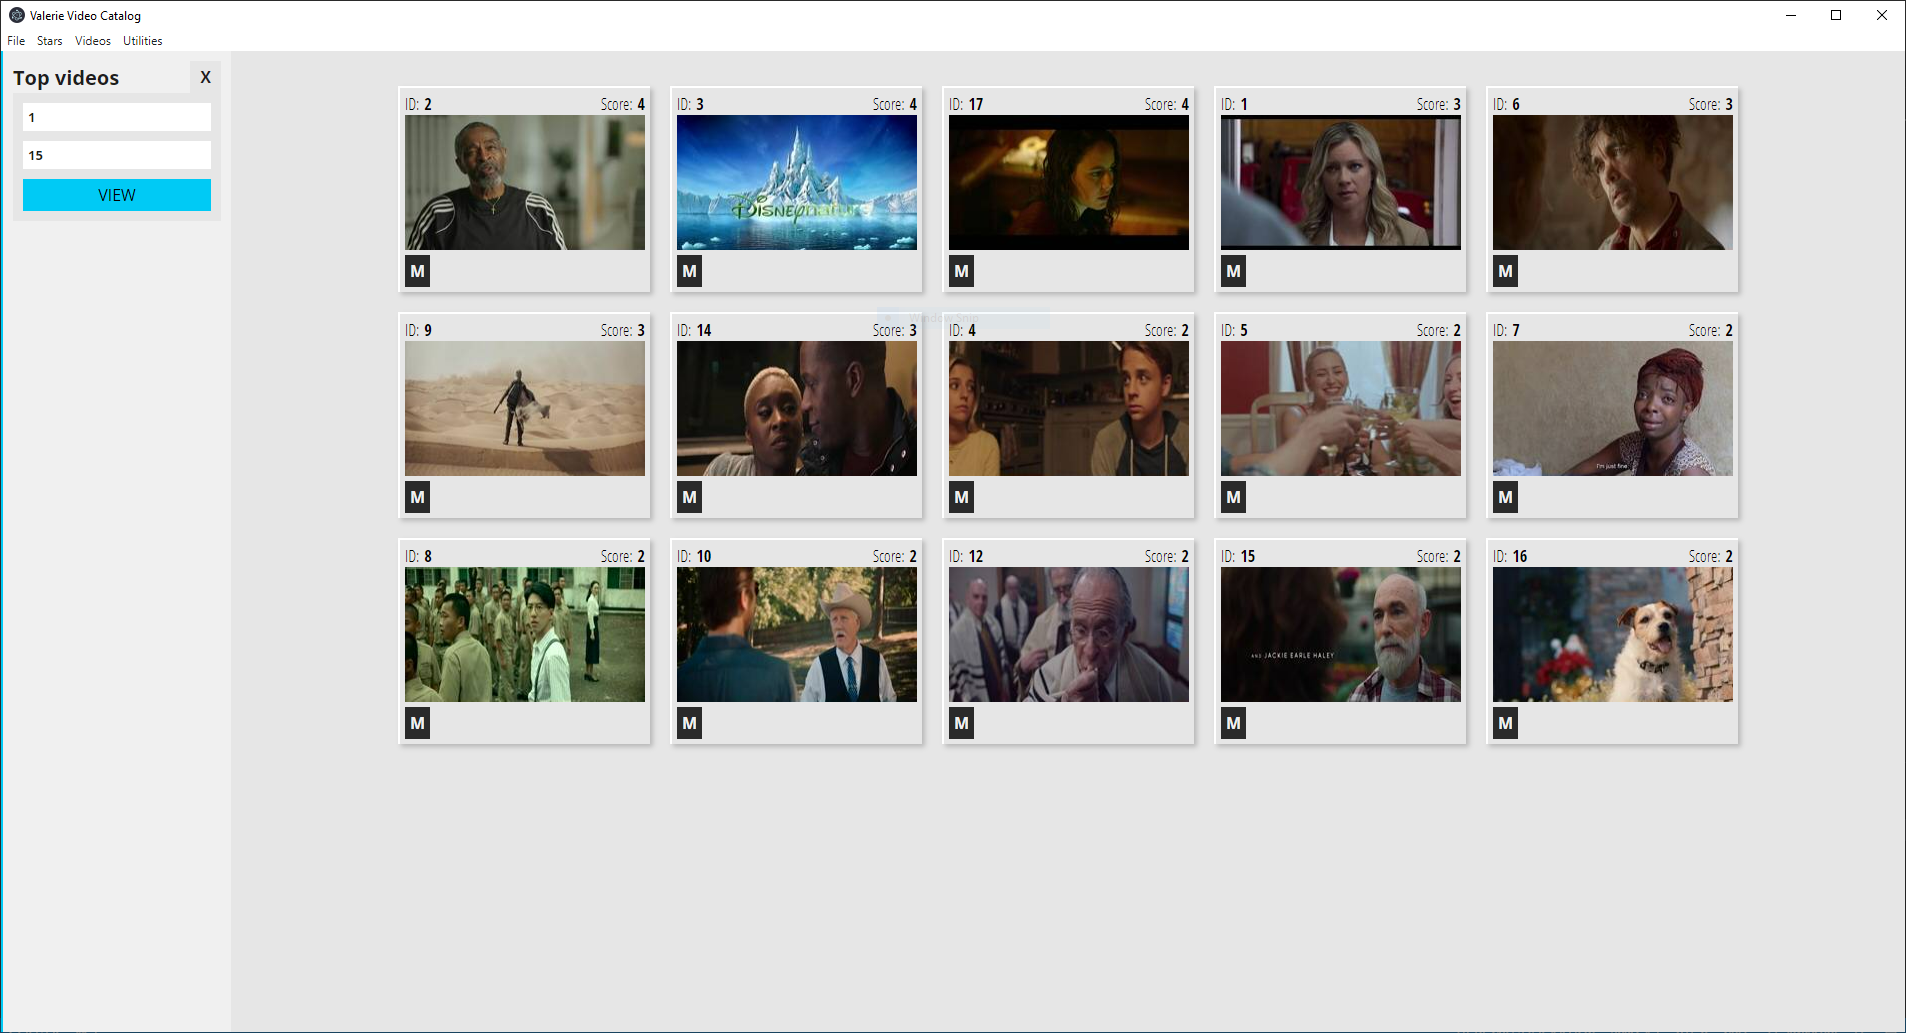 Valerie Video Catalog
File Stars Videos Utilities
Top videos X
1
15
VIEW
ID: 2 Score: 4
ID: 3 Score: 4
ID: 17 Score: 4
ID: 1 Score: 3
ID: 6 Score: 3
Disneynature
M
M
M
M
M
Window Snip
ID: 9 Score: 3
ID: 14 Score: 3
ID: 4 Score: 2
ID: 5 Score: 2
ID: 7 Score: 2
I'm just fine
M
M
M
M
M
ID: 8 Score: 2
ID: 10 Score: 2
ID: 12 Score: 2
ID: 15 Score: 2
ID: 16 Score: 2
AND JACKIE EARLE HALEY
M
M
M
M
M